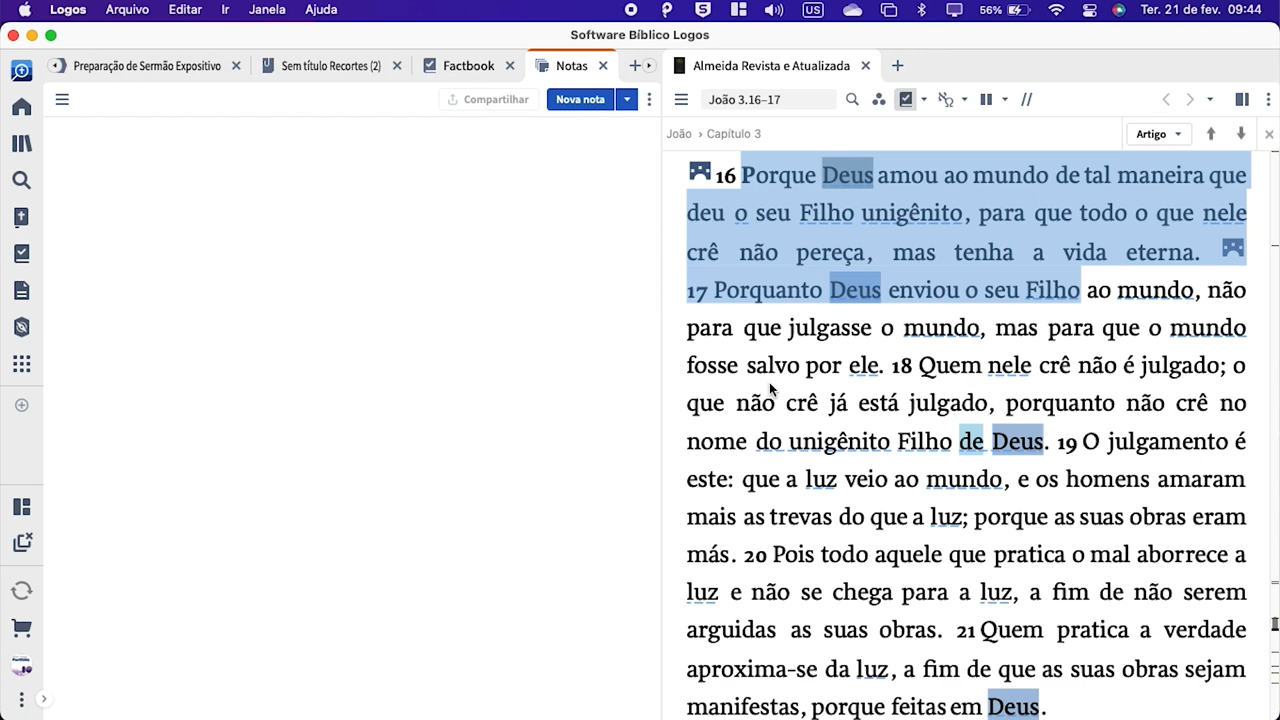 Logos Arquivo Editar Ir Janela Ajuda US 56% Ter. 21 de fev. 09:44
Software Bíblico Logos
Preparação de Sermão Expositivo Sem título Recortes (2) Factbook Notas Almeida Revista e Atualizada
Compartilhar Nova nota João 3.16–17
João › Capítulo 3 Artigo
16 Porque Deus amou ao mundo de tal maneira que
deu o seu Filho unigênito, para que todo o que nele
crê não pereça, mas tenha a vida eterna.
17 Porquanto Deus enviou o seu Filho ao mundo, não
para que julgasse o mundo, mas para que o mundo
fosse salvo por ele. 18 Quem nele crê não é julgado; o
que não crê já está julgado, porquanto não crê no
nome do unigênito Filho de Deus. 19 O julgamento é
este: que a luz veio ao mundo, e os homens amaram
mais as trevas do que a luz; porque as suas obras eram
más. 20 Pois todo aquele que pratica o mal aborrece a
luz e não se chega para a luz, a fim de não serem
arguidas as suas obras. 21 Quem pratica a verdade
aproxima-se da luz, a fim de que as suas obras sejam
manifestas, porque feitas em Deus.